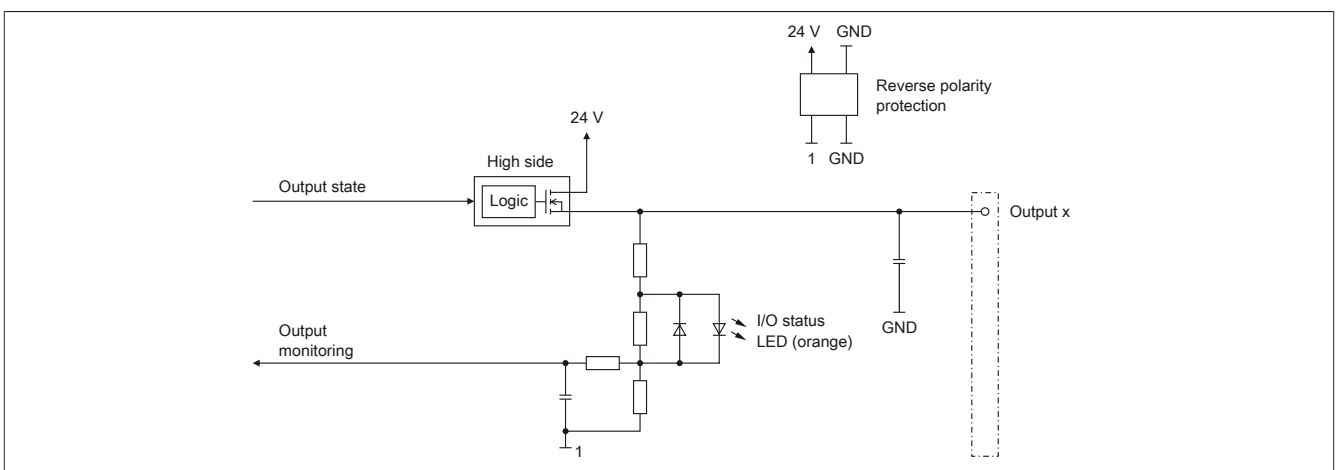 24 V GND
Reverse polarity
protection
1 GND
24 V
High side
Output state
Logic
Output x
I/O status
LED (orange)
GND
Output
monitoring
1